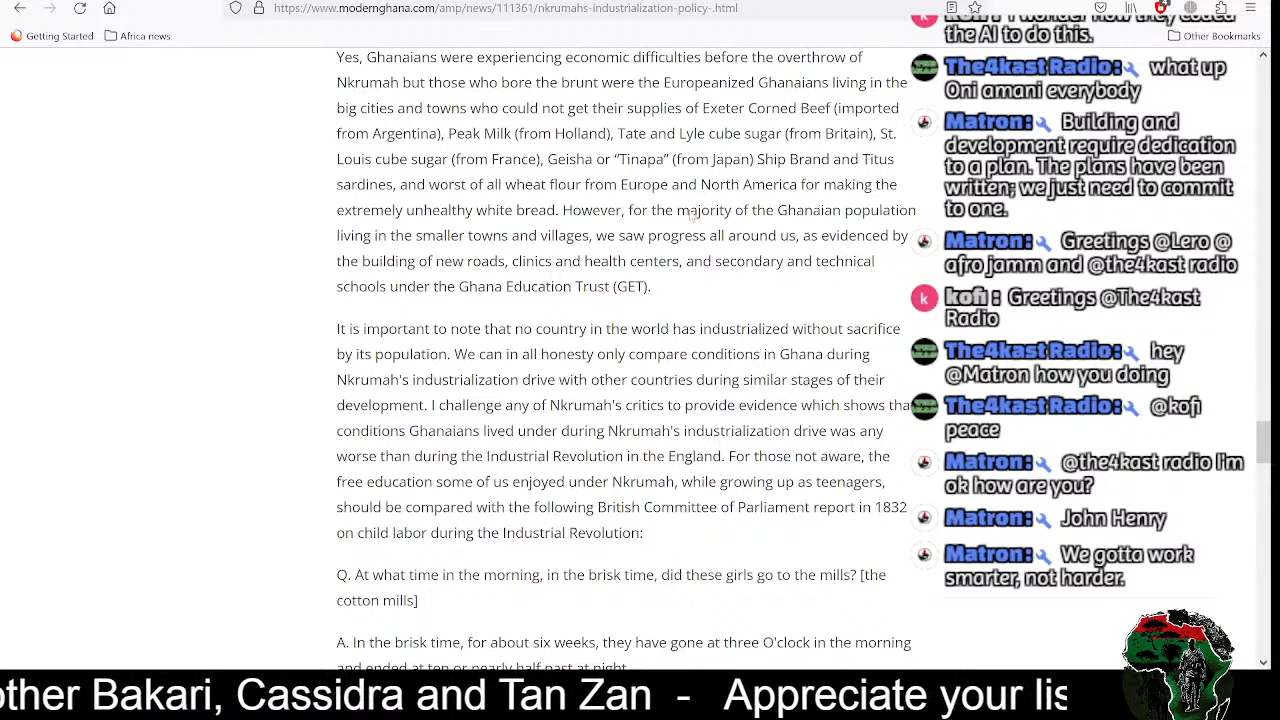 https://www.modernghana.com/amp/news/111361/nkrumahs-industrialization-policy-.html
Getting Started
Africa news
Other Bookmarks
Yes, Ghanaians were experiencing economic difficulties before the overthrow of
Nkrumah but those who bore the brunt were the Europeanized Ghanaians living in the
big cities and towns who could not get their supplies of Exeter Corned Beef (imported
from Argentina), Peak Milk (from Holland), Tate and Lyle cube sugar (from Britain), St.
Louis cube sugar (from France), Geisha or “Tinapa” (from Japan) Ship Brand and Titus
sardines, and worst of all wheat flour from Europe and North America for making the
extremely unhealthy white bread. However, for the majority of the Ghanaian population
living in the smaller towns and villages, we saw progress all around us, as evidenced by
the building of new roads, clinics and health centers, and secondary and technical
schools under the Ghana Education Trust (GET).
It is important to note that no country in the world has industrialized without sacrifice
by its population. We can in all honesty only compare conditions in Ghana during
Nkrumah's industrialization drive with other countries during similar stages of their
development. I challenge any of Nkrumah's critics to provide evidence which shows tha
conditions Ghanaians lived under during Nkrumah's industrialization drive was any
worse than during the Industrial Revolution in the England. For those not aware, the
free education some of us enjoyed under Nkrumah, while growing up as teenagers,
should be compared with the following British Committee of Parliament report in 1832
on child labor during the Industrial Revolution:
Q. At what time in the morning, in the brisk time, did these girls go to the mills? [the
cotton mills]
A. In the brisk time, for about six weeks, they have gone at three O'clock in the morning
and ended at ten or nearly half past at night.
k : I wonder how they coded
the AI to do this.
The4kast Radio: what up
Oni amani everybody
Matron: Building and
development require dedication
to a plan. The plans have been
written; we just need to commit
to one.
Matron: Greetings @Lero @
afro jamm and @the4kast radio
k kofi : Greetings @The4kast
Radio
The4kast Radio: hey
@Matron how you doing
The4kast Radio: @kofi
peace
Matron: @the4kast radio I'm
ok how are you?
Matron: John Henry
Matron: We gotta work
smarter, not harder.
other Bakari, Cassidra and Tan Zan - Appreciate your lis